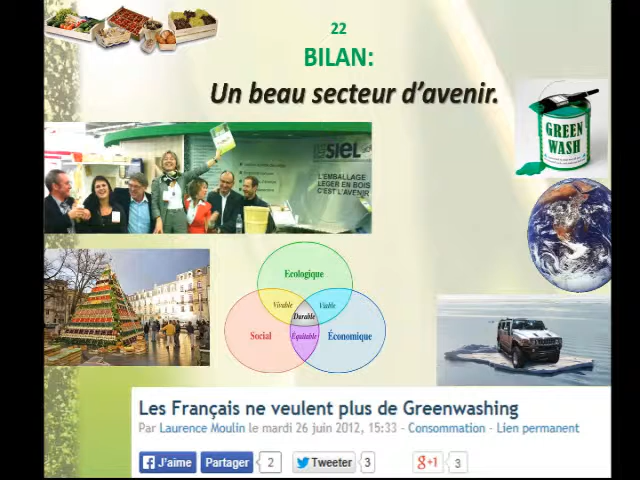 22
BILAN:
Un beau secteur d'avenir.
GREEN
WASH
SIEL
L'EMBALLAGE
LEGER EN BOIS
C'EST L'AVENIR
Ecologique
Vivable
Viable
Durable
Social
Equitable
Économique
Les Français ne veulent plus de Greenwashing
Par Laurence Moulin le mardi 26 juin 2012, 15:33 - Consommation - Lien permanent
J'aime
Partager
2
Tweeter
3
g+1
3